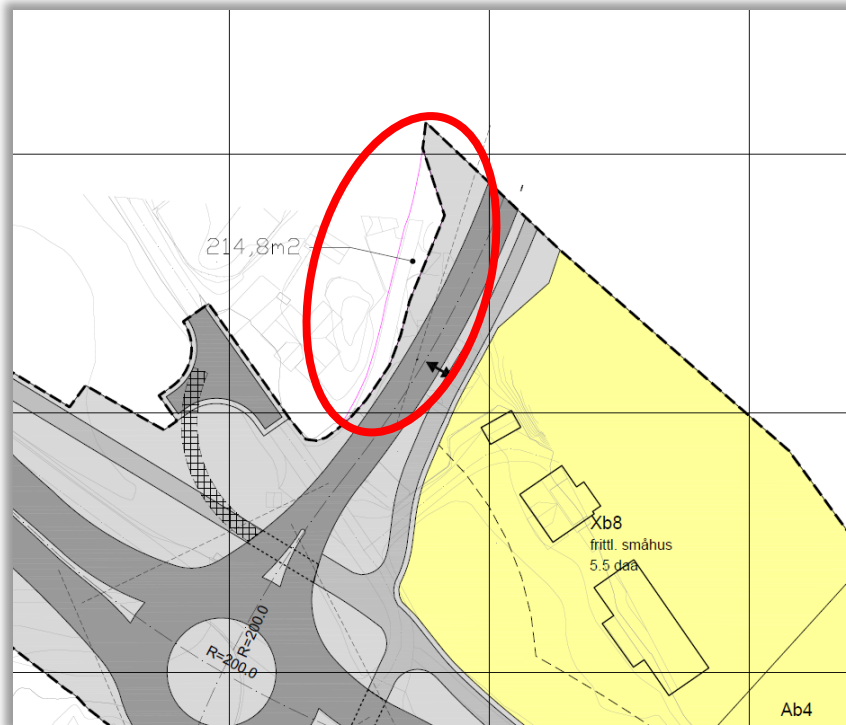 214,8m2
Xb8
frittl. småhus
5.5 daa
R=200.0
R=200.0
Ab4